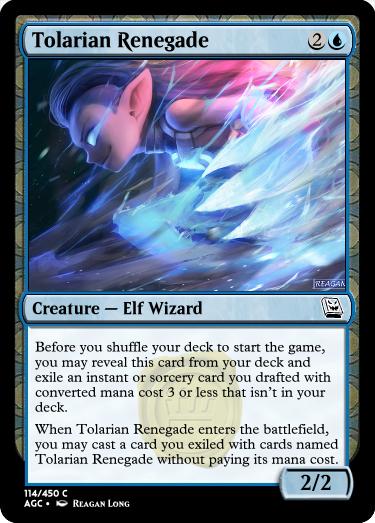 Tolarian Renegade 2
REAGAN
Creature — Elf Wizard
Before you shuffle your deck to start the game,
you may reveal this card from your deck and
exile an instant or sorcery card you drafted with
converted mana cost 3 or less that isn't in your
deck.
When Tolarian Renegade enters the battlefield,
you may cast a card you exiled with cards named
Tolarian Renegade without paying its mana cost.
2/2
114/450 C
AGC • Reagan Long